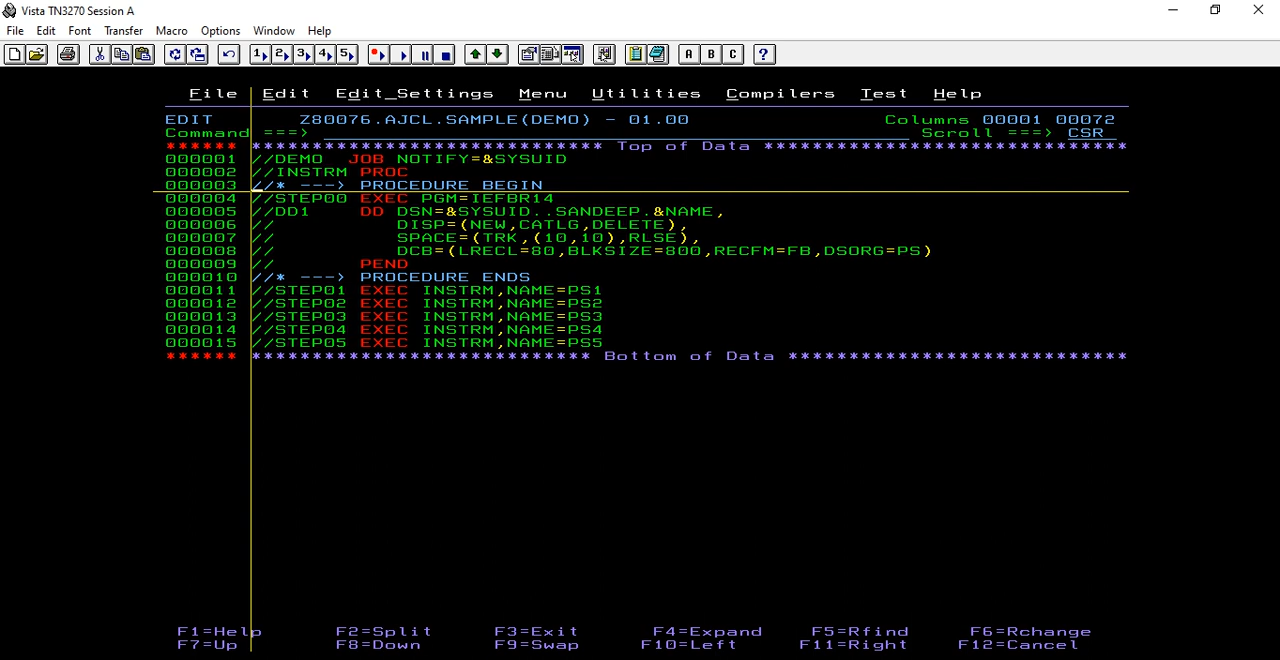 Vista TN3270 Session A
File Edit Font Transfer Macro Options Window Help
1 2 3 4 5 A B C ?
File Edit Edit_Settings Menu Utilities Compilers Test Help
EDIT Z80076.AJCL.SAMPLE(DEMO) - 01.00 Columns 00001 00072
Command ===> Scroll ===> CSR
****** ***************************** Top of Data ******************************
000001 //DEMO  JOB NOTIFY=&SYSUID
000002 //INSTRM PROC
000003 //* ---> PROCEDURE BEGIN
000004 //STEP00 EXEC PGM=IEFBR14
000005 //DD1    DD DSN=&SYSUID..SANDEEP.&NAME,
000006 //          DISP=(NEW,CATLG,DELETE),
000007 //          SPACE=(TRK,(10,10),RLSE),
000008 //          DCB=(LRECL=80,BLKSIZE=800,RECFM=FB,DSORG=PS)
000009 //       PEND
000010 //* ---> PROCEDURE ENDS
000011 //STEP01 EXEC INSTRM,NAME=PS1
000012 //STEP02 EXEC INSTRM,NAME=PS2
000013 //STEP03 EXEC INSTRM,NAME=PS3
000014 //STEP04 EXEC INSTRM,NAME=PS4
000015 //STEP05 EXEC INSTRM,NAME=PS5
****** **************************** Bottom of Data ****************************
F1=Help F2=Split F3=Exit F4=Expand F5=Rfind F6=Rchange
F7=Up F8=Down F9=Swap F10=Left F11=Right F12=Cancel